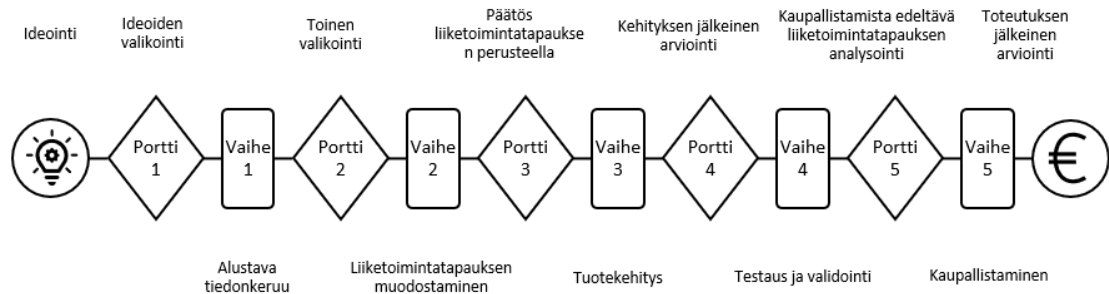 Ideointi
Ideoiden
valikointi
Toinen
valikointi
Päätös
liiketoimintatapaukse
n perusteella
Kehityksen jälkeinen
arviointi
Kaupallistamista edeltävä
liiketoimintatapauksen
analysointi
Toteutuksen
jälkeinen
arviointi
Portti
1
Vaihe
1
Portti
2
Vaihe
2
Portti
3
Vaihe
3
Portti
4
Vaihe
4
Portti
5
Vaihe
5
€
Alustava
tiedonkeruu
Liiketoimintatapauksen
muodostaminen
Tuotekehitys
Testaus ja validointi
Kaupallistaminen